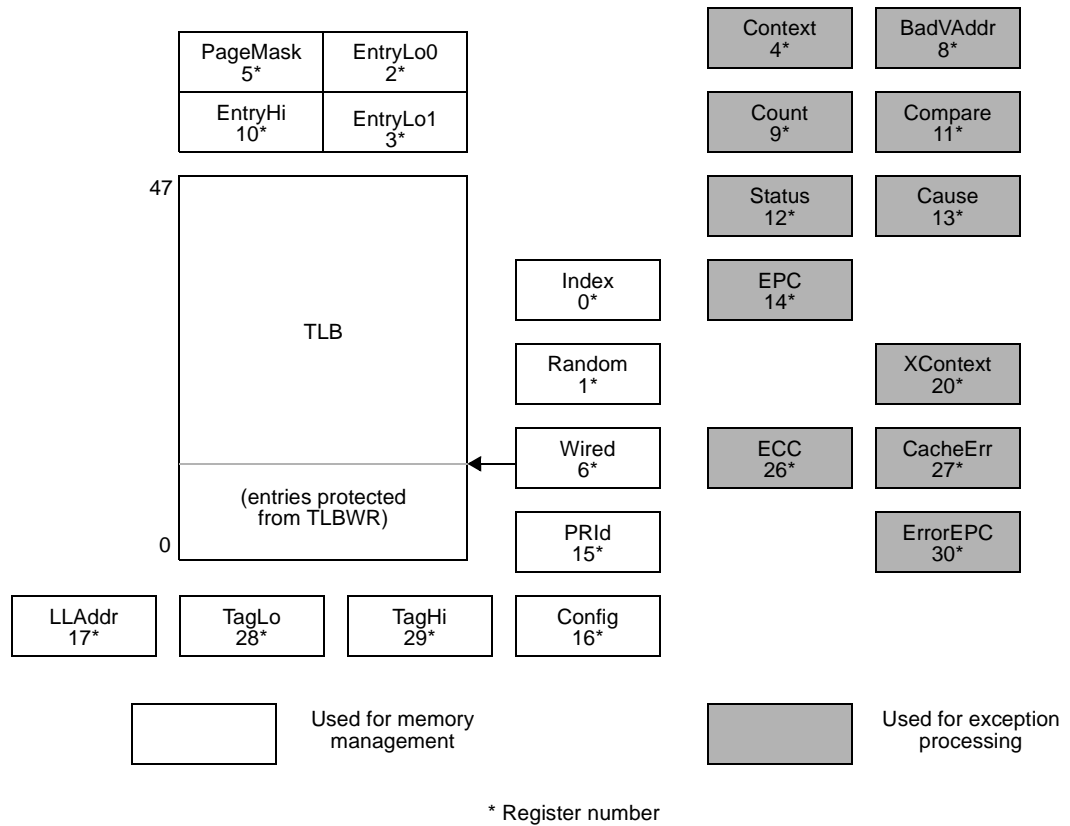 PageMask
5*
EntryLo0
2*
EntryHi
10*
EntryLo1
3*
Context
4*
BadVAddr
8*
Count
9*
Compare
11*
47
Status
12*
Cause
13*
Index
0*
EPC
14*
TLB
Random
1*
XContext
20*
Wired
6*
ECC
26*
CacheErr
27*
(entries protected
from TLBWR)
0
PRId
15*
ErrorEPC
30*
LLAddr
17*
TagLo
28*
TagHi
29*
Config
16*
Used for memory
management
Used for exception
processing
* Register number